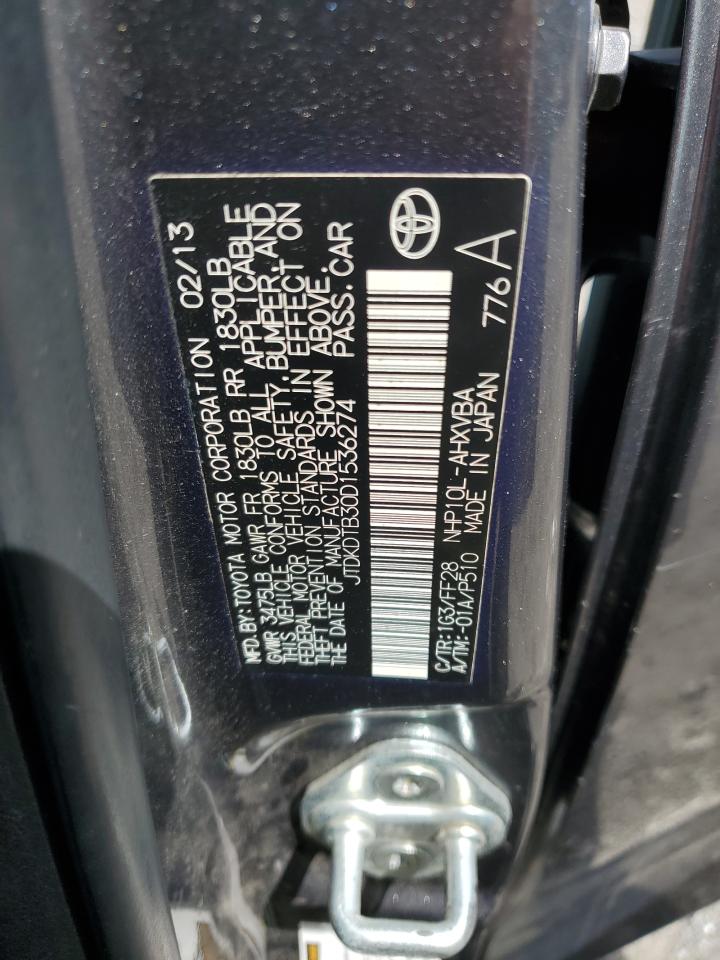 MFD.BY:TOYOTA MOTOR CORPORATION 02/13
GVWR 3475LB GAWR FR 1830LB RR 1830LB
THIS VEHICLE CONFORMS TO ALL APPLICABLE
FEDERAL MOTOR VEHICLE SAFETY,BUMPER,AND
THEFT PREVENTION STANDARDS IN EFFECT ON
THE DATE OF MANUFACTURE SHOWN ABOVE.
JTDKDTB30D1536274 PASS.CAR
C/TR:1G3/FF28 NHP10L-AHXVBA 776A
A/TM:-01A/P510 MADE IN JAPAN